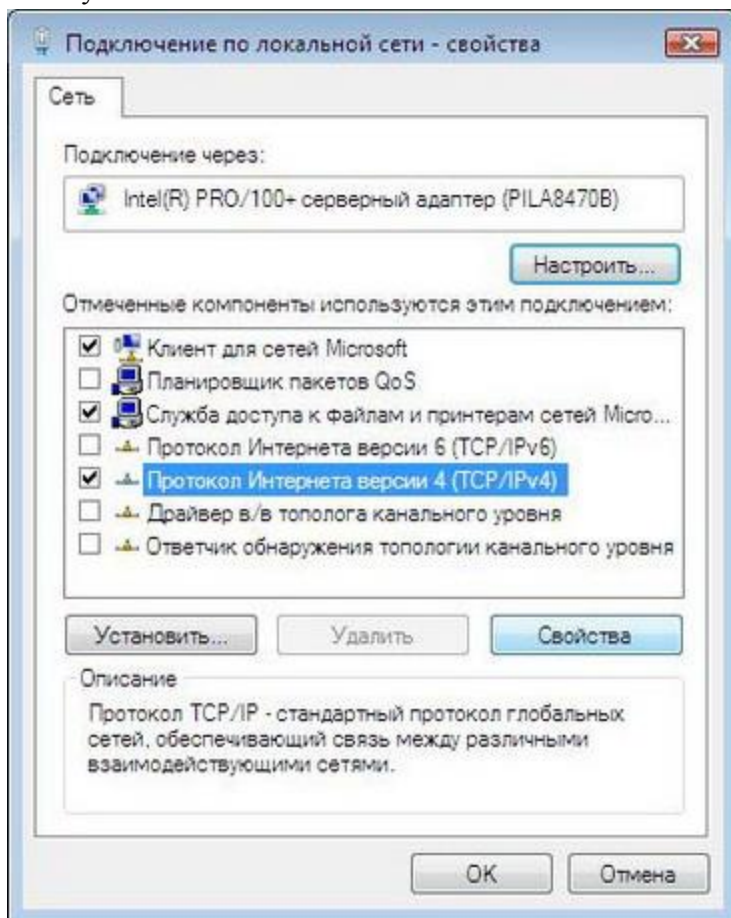 Подключение по локальной сети - свойства
Сеть
Подключение через:
Intel(R) PRO/100+ серверный адаптер (PILA8470B)
Настроить...
Отмеченные компоненты используются этим подключением:
Клиент для сетей Microsoft
Планировщик пакетов QoS
Служба доступа к файлам и принтерам сетей Micro...
Протокол Интернета версии 6 (TCP/IPv6)
Протокол Интернета версии 4 (TCP/IPv4)
Драйвер в/в тополога канального уровня
Ответчик обнаружения топологии канального уровня
Установить...
Удалить
Свойства
Описание
Протокол TCP/IP - стандартный протокол глобальных
сетей, обеспечивающий связь между различными
взаимодействующими сетями.
OK
Отмена